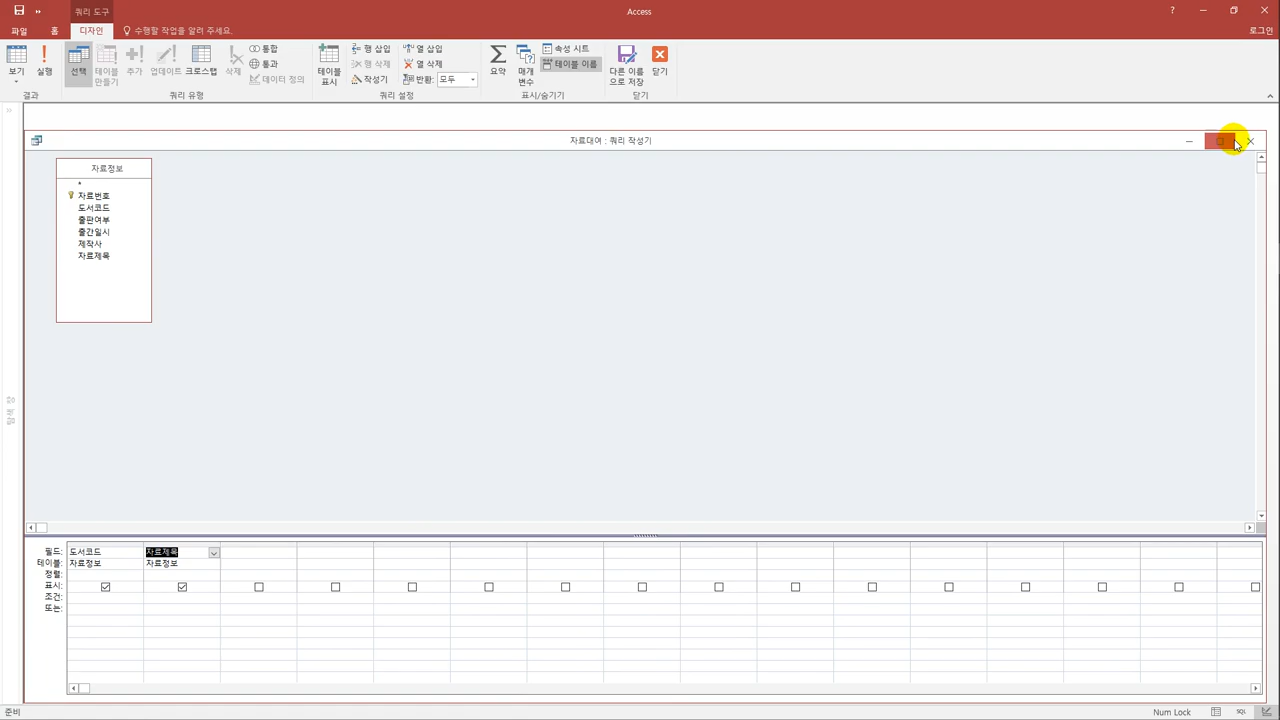 쿼리 도구
Access
?
로그인
파일
홈
디자인
수행할 작업을 알려 주세요.
보기
실행
선택
테이블 만들기
추가
업데이트
크로스탭
삭제
통합
통과
데이터 정의
테이블 표시
행 삽입
행 삭제
작성기
열 삽입
열 삭제
반환: 모두
요약
매개 변수
속성 시트
테이블 이름
다른 이름으로 저장
닫기
결과
쿼리 유형
쿼리 설정
표시/숨기기
닫기
자료대여 : 쿼리 작성기
자료정보
*
자료번호
도서코드
출판여부
출간일시
제작사
자료제목
탐색 창
필드: 도서코드 자료제목
테이블: 자료정보 자료정보
정렬:
표시:
조건:
또는:
준비
Num Lock
SQL